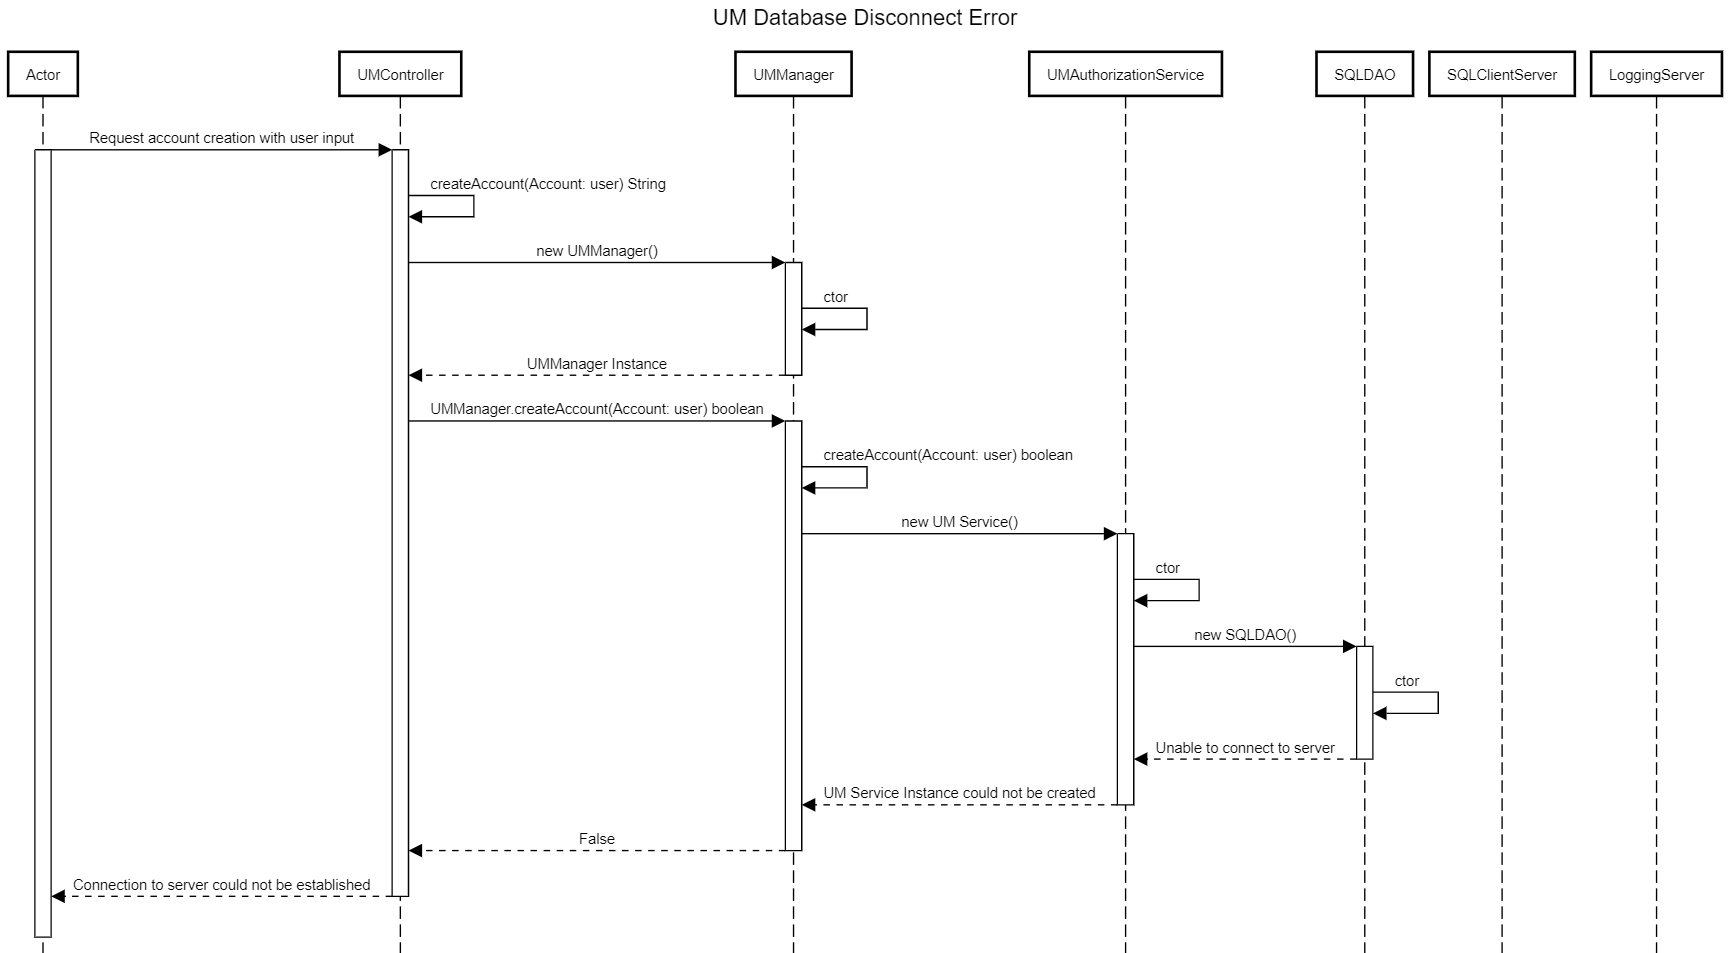 UM Database Disconnect Error
Actor
UMController
UMManager
UMAuthorizationService
SQLDAO
SQLClientServer
LoggingServer
Request account creation with user input
createAccount(Account: user) String
new UMManager()
ctor
UMManager Instance
UMManager.createAccount(Account: user) boolean
createAccount(Account: user) boolean
new UM Service()
ctor
new SQLDAO()
ctor
Unable to connect to server
UM Service Instance could not be created
False
Connection to server could not be established